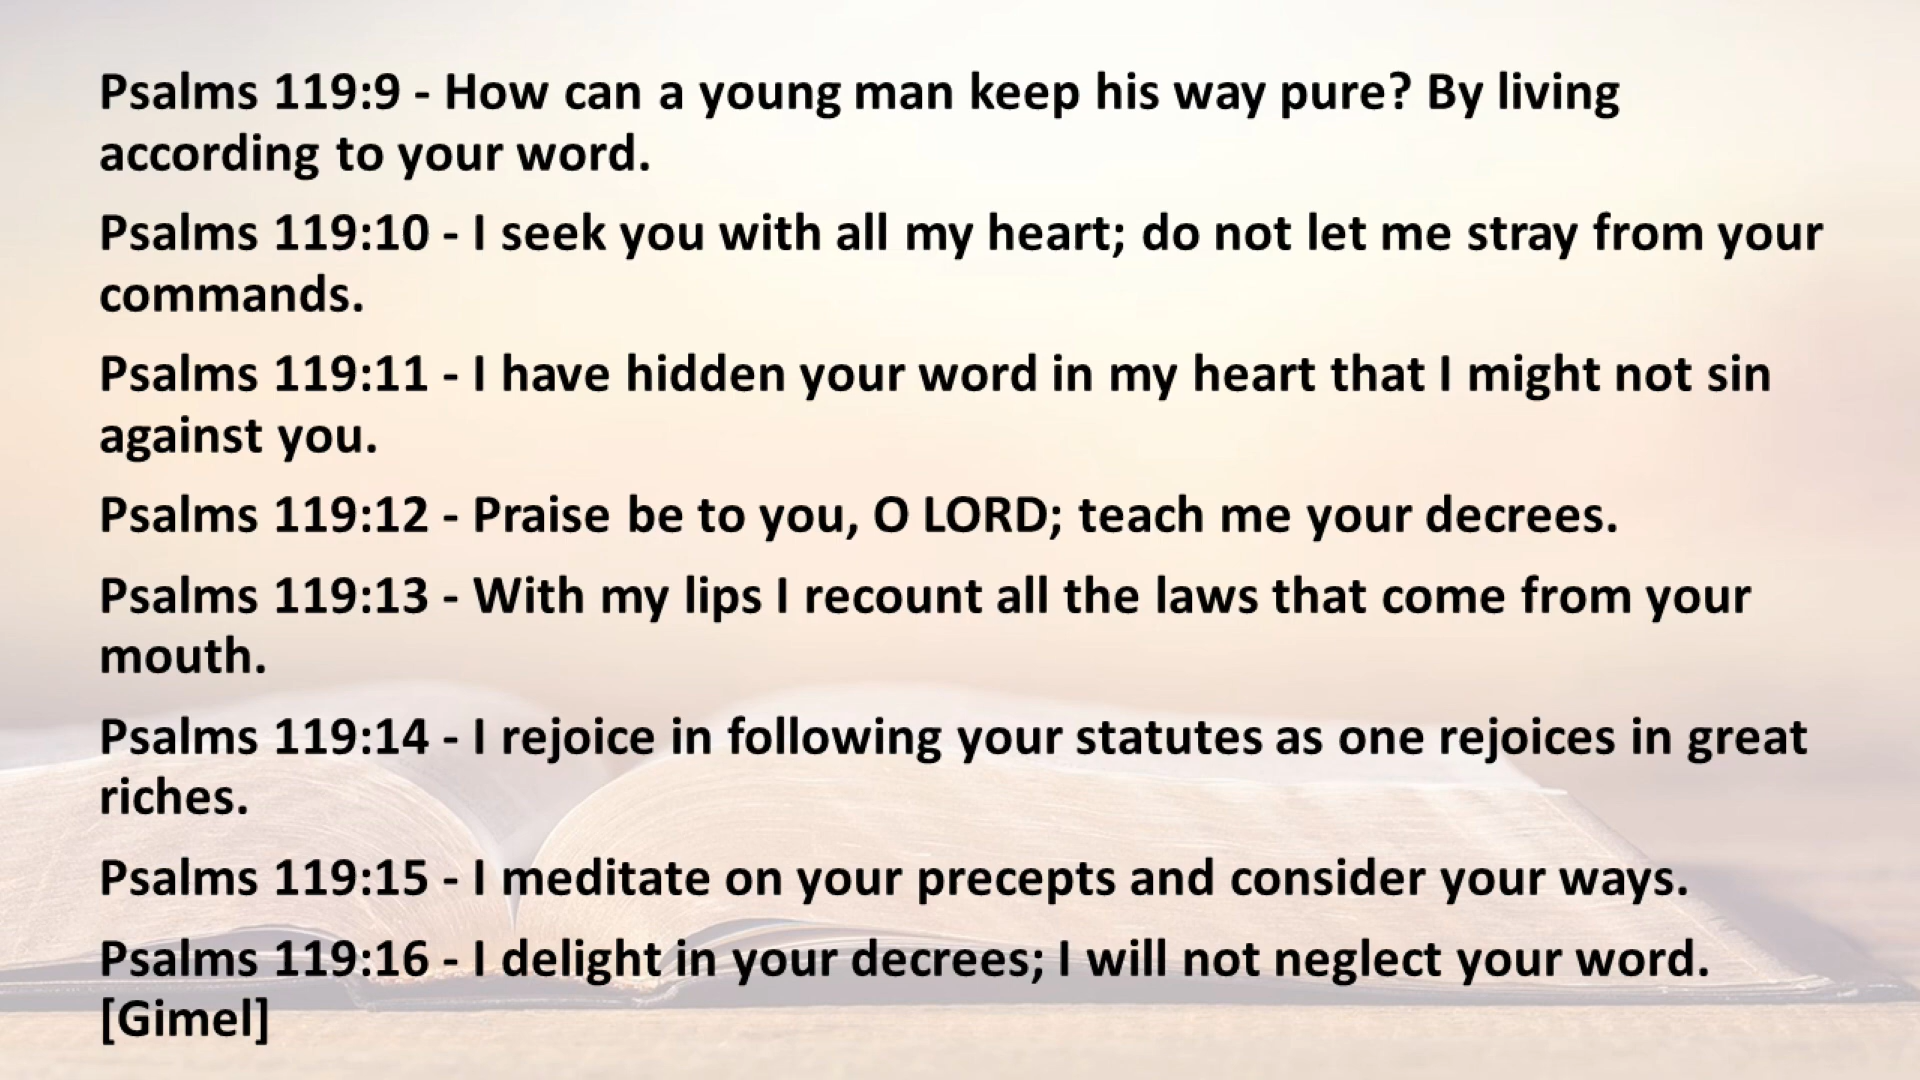 Psalms 119:9 - How can a young man keep his way pure? By living
according to your word.
Psalms 119:10 - I seek you with all my heart; do not let me stray from your
commands.
Psalms 119:11 - I have hidden your word in my heart that I might not sin
against you.
Psalms 119:12 - Praise be to you, O LORD; teach me your decrees.
Psalms 119:13 - With my lips I recount all the laws that come from your
mouth.
Psalms 119:14 - I rejoice in following your statutes as one rejoices in great
riches.
Psalms 119:15 - I meditate on your precepts and consider your ways.
Psalms 119:16 - I delight in your decrees; I will not neglect your word.
[Gimel]